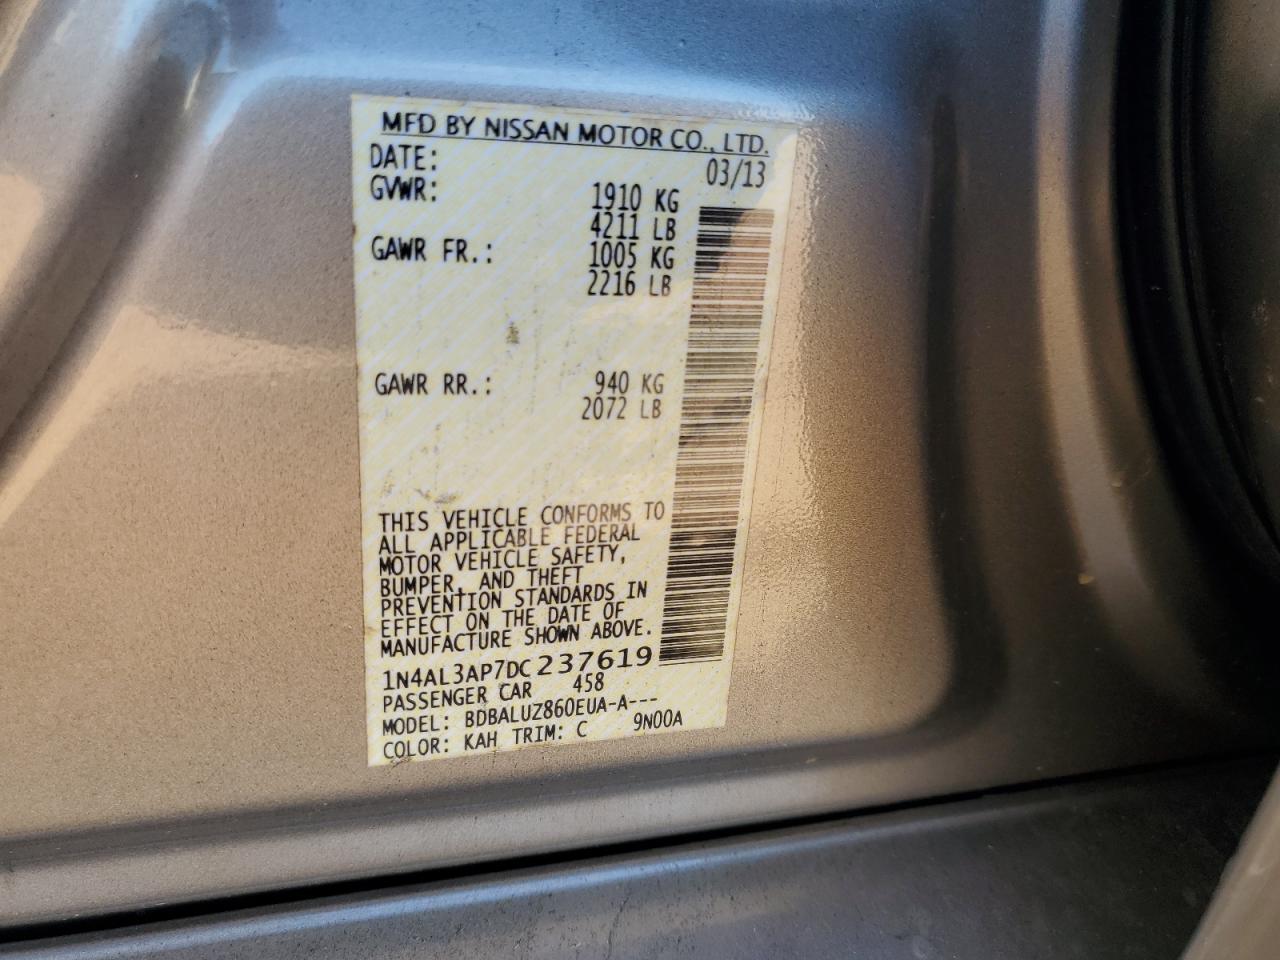 MFD BY NISSAN MOTOR CO., LTD.
DATE: 03/13
GVWR: 1910 KG
4211 LB
GAWR FR.: 1005 KG
2216 LB
GAWR RR.: 940 KG
2072 LB
THIS VEHICLE CONFORMS TO
ALL APPLICABLE FEDERAL
MOTOR VEHICLE SAFETY,
BUMPER, AND THEFT
PREVENTION STANDARDS IN
EFFECT ON THE DATE OF
MANUFACTURE SHOWN ABOVE.
1N4AL3AP7DC237619
PASSENGER CAR 458
MODEL: BDBALUZ860EUA-A---
COLOR: KAH TRIM: C 9N00A